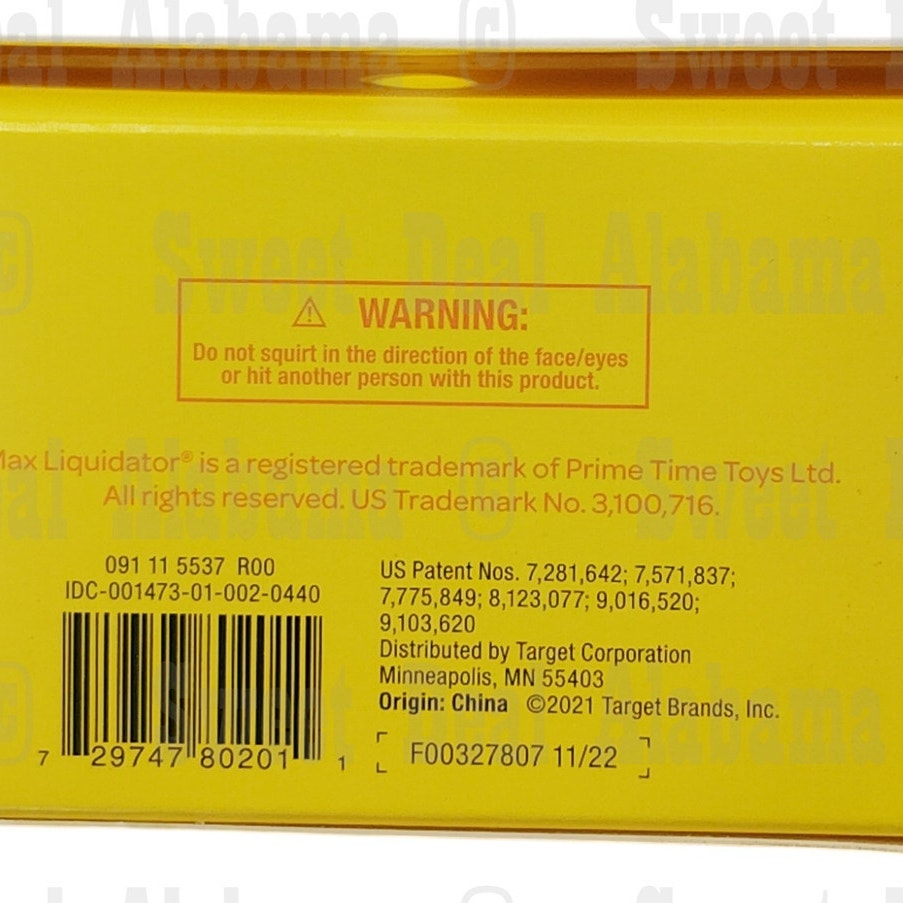 Sweet Deal Alabama ©
⚠ WARNING:
Do not squirt in the direction of the face/eyes
or hit another person with this product.
Max Liquidator® is a registered trademark of Prime Time Toys Ltd.
All rights reserved. US Trademark No. 3,100,716.
091 11 5537 R00
IDC-001473-01-002-0440
7 29747 80201 1
US Patent Nos. 7,281,642; 7,571,837;
7,775,849; 8,123,077; 9,016,520;
9,103,620
Distributed by Target Corporation
Minneapolis, MN 55403
Origin: China ©2021 Target Brands, Inc.
F00327807 11/22